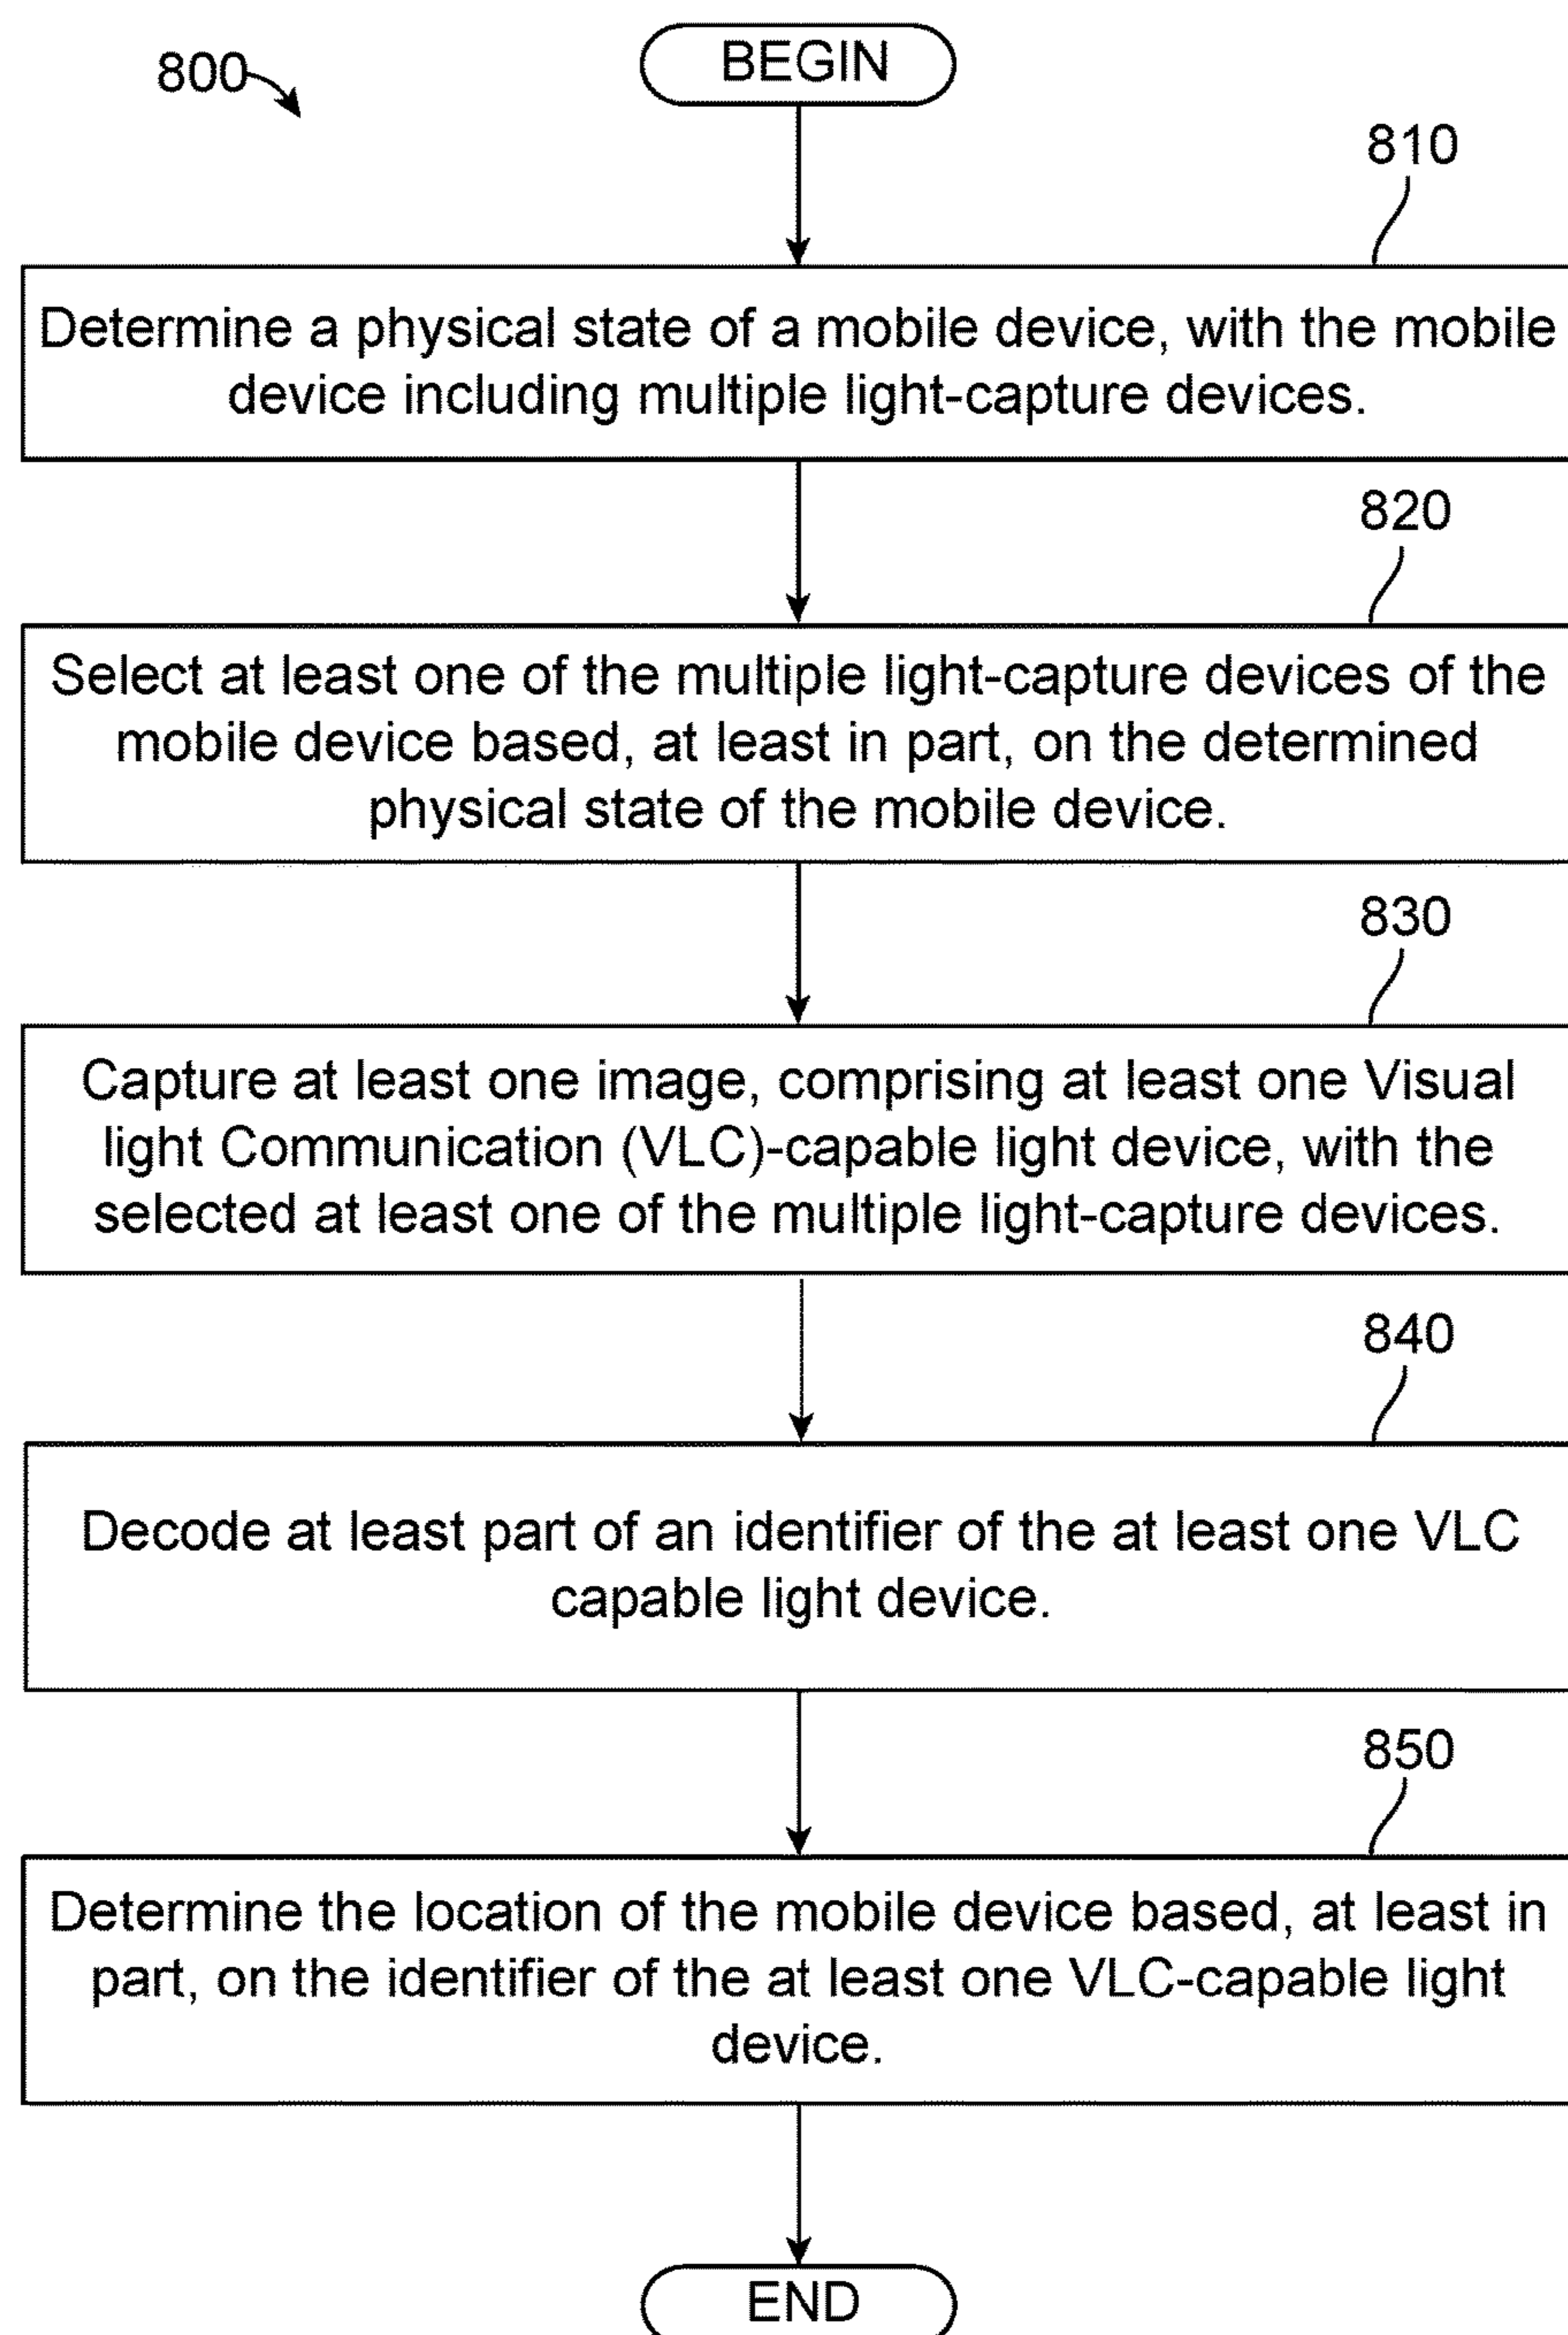 800
BEGIN
810
Determine a physical state of a mobile device, with the mobile
device including multiple light-capture devices.
820
Select at least one of the multiple light-capture devices of the
mobile device based, at least in part, on the determined
physical state of the mobile device.
830
Capture at least one image, comprising at least one Visual
light Communication (VLC)-capable light device, with the
selected at least one of the multiple light-capture devices.
840
Decode at least part of an identifier of the at least one VLC
capable light device.
850
Determine the location of the mobile device based, at least in
part, on the identifier of the at least one VLC-capable light
device.
END